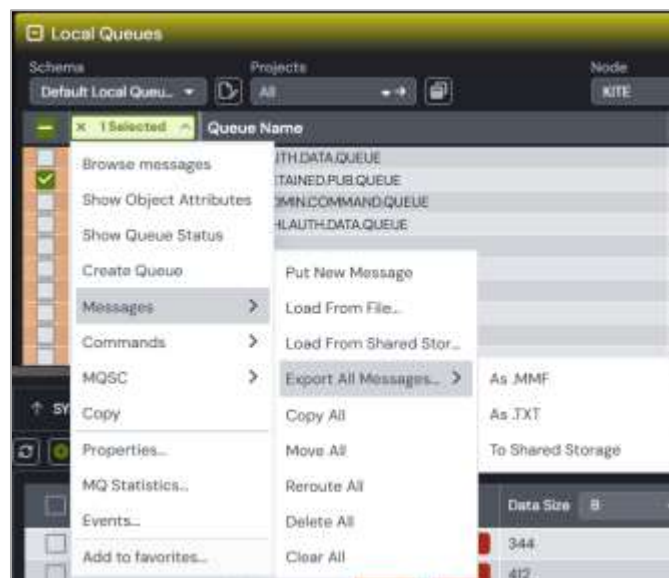 Local Queues
Schema Projects Node
Default Local Queu... All KITE
1 Selected Queue Name
TH.DATA.QUEUE
TAINED.PUB.QUEUE
MIN.COMMAND.QUEUE
HLAUTH.DATA.QUEUE
Browse messages
Show Object Attributes
Show Queue Status
Create Queue
Messages
Commands
MQSC
Copy
Properties...
MQ Statistics...
Events...
Add to favorites...
Put New Message
Load From File...
Load From Shared Stor...
Export All Messages...
Copy All
Move All
Reroute All
Delete All
Clear All
As .MMF
As .TXT
To Shared Storage
SY
Data Size B
344
412